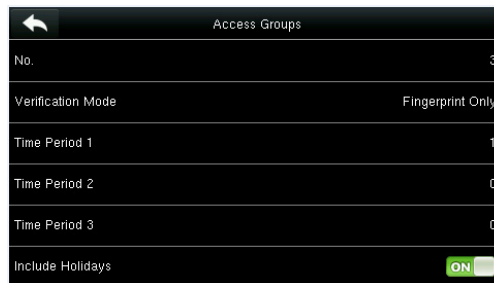 Access Groups
No. 3
Verification Mode Fingerprint Only
Time Period 1 1
Time Period 2 0
Time Period 3 0
Include Holidays ON